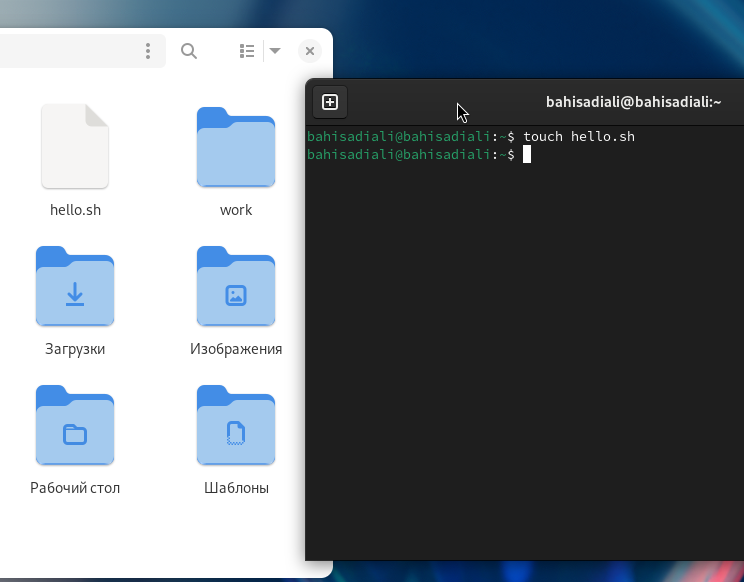 hello.sh
work
Загрузки
Изображения
Рабочий стол
Шаблоны
bahisadiali@bahisadiali:~
bahisadiali@bahisadiali:~$ touch hello.sh
bahisadiali@bahisadiali:~$